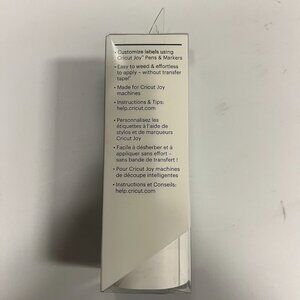 • Customize labels using
Cricut Joy™ Pens & Markers
• Easy to weed & effortless
to apply – without transfer
tape!
• Made for Cricut Joy
machines
• Instructions & Tips:
help.cricut.com
• Personnalisez les
étiquettes à l'aide de
stylos et de marqueurs
Cricut Joy
• Facile à désherber et à
appliquer sans effort –
sans bande de transfert !
• Pour Cricut Joy machines
de découpe intelligentes
• Instructions et Conseils:
help.cricut.com